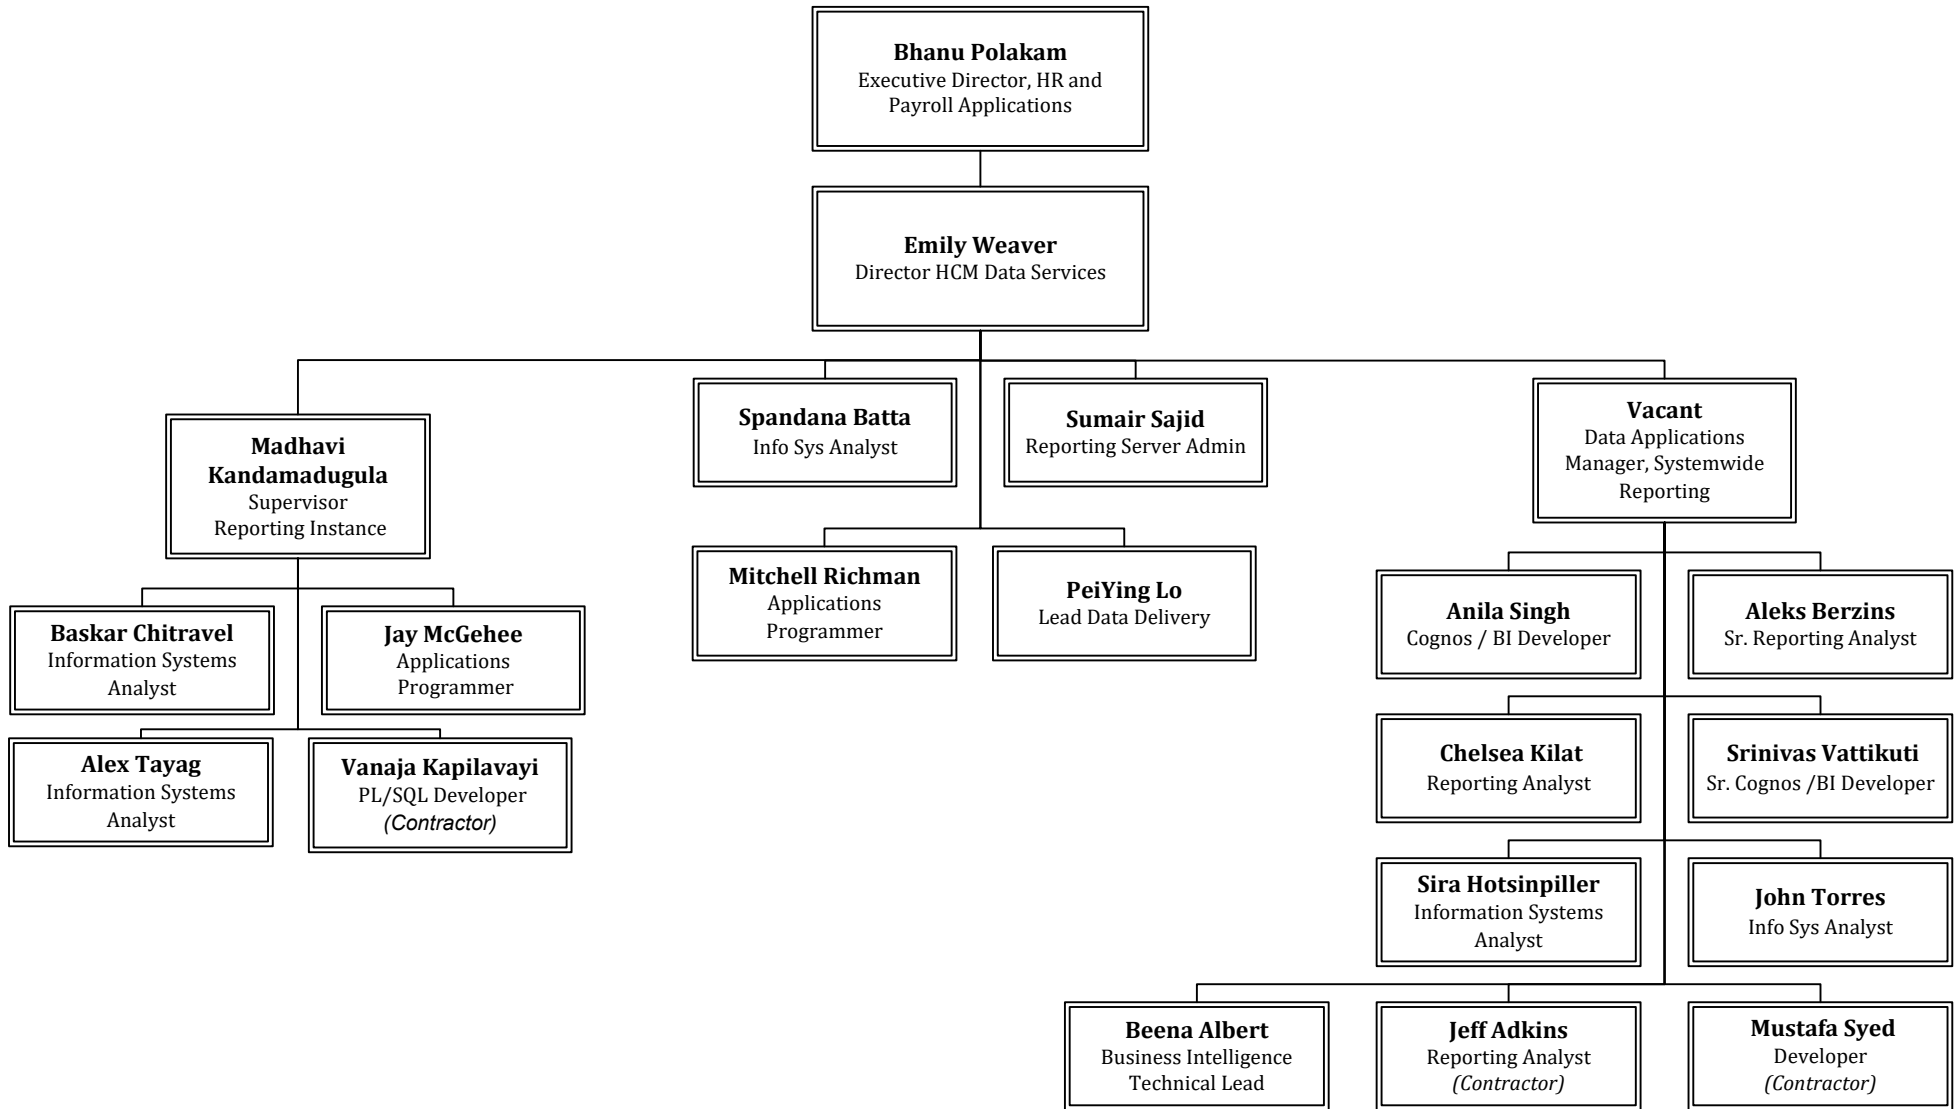 Bhanu Polakam
Executive Director, HR and
Payroll Applications
Emily Weaver
Director HCM Data Services
Madhavi
Kandamadugula
Supervisor
Reporting Instance
Spandana Batta
Info Sys Analyst
Sumair Sajid
Reporting Server Admin
Vacant
Data Applications
Manager, Systemwide
Reporting
Baskar Chitravel
Information Systems
Analyst
Jay McGehee
Applications
Programmer
Mitchell Richman
Applications
Programmer
PeiYing Lo
Lead Data Delivery
Anila Singh
Cognos / BI Developer
Aleks Berzins
Sr. Reporting Analyst
Alex Tayag
Information Systems
Analyst
Vanaja Kapilavayi
PL/SQL Developer
(Contractor)
Chelsea Kilat
Reporting Analyst
Srinivas Vattikuti
Sr. Cognos /BI Developer
Sira Hotsinpiller
Information Systems
Analyst
John Torres
Info Sys Analyst
Beena Albert
Business Intelligence
Technical Lead
Jeff Adkins
Reporting Analyst
(Contractor)
Mustafa Syed
Developer
(Contractor)